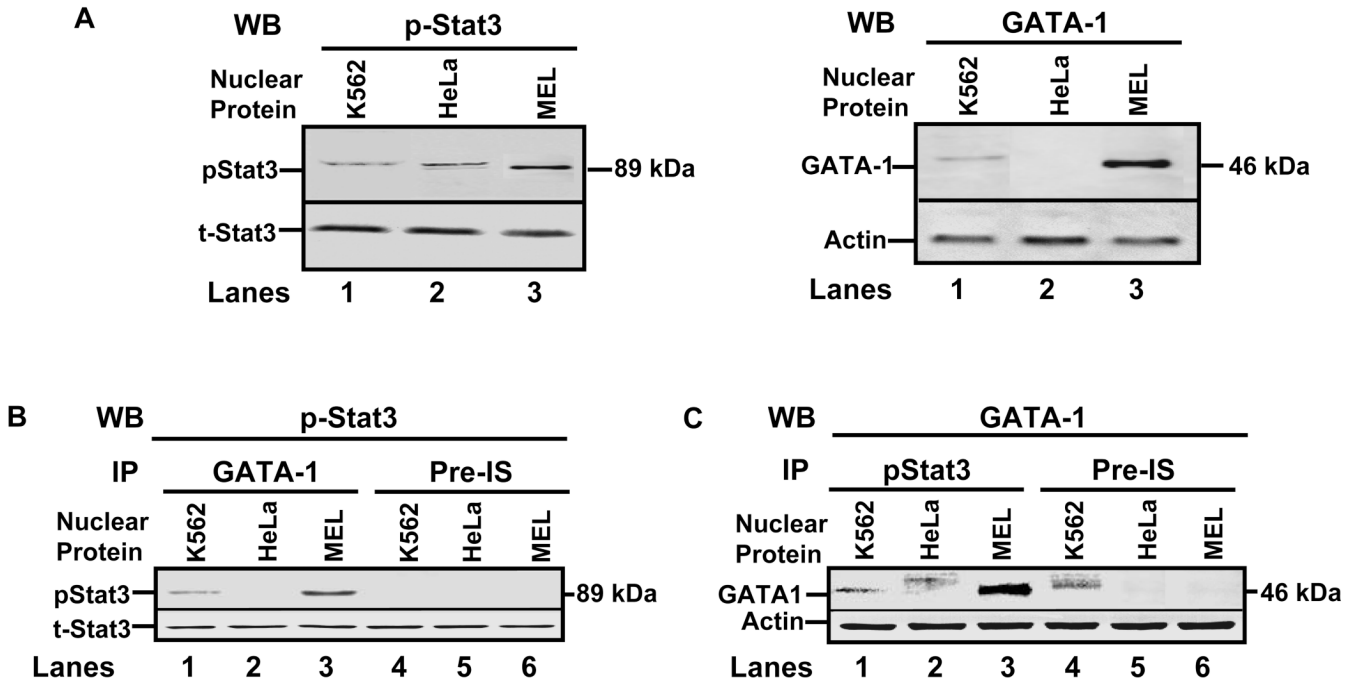 A
WB p-Stat3
Nuclear Protein K562 HeLa MEL
pStat3 89 kDa
t-Stat3
Lanes 1 2 3
WB GATA-1
Nuclear Protein K562 HeLa MEL
GATA-1 46 kDa
Actin
Lanes 1 2 3
B WB p-Stat3
IP GATA-1 Pre-IS
Nuclear Protein K562 HeLa MEL K562 HeLa MEL
pStat3 89 kDa
t-Stat3
Lanes 1 2 3 4 5 6
C WB GATA-1
IP pStat3 Pre-IS
Nuclear Protein K562 HeLa MEL K562 HeLa MEL
GATA1 46 kDa
Actin
Lanes 1 2 3 4 5 6